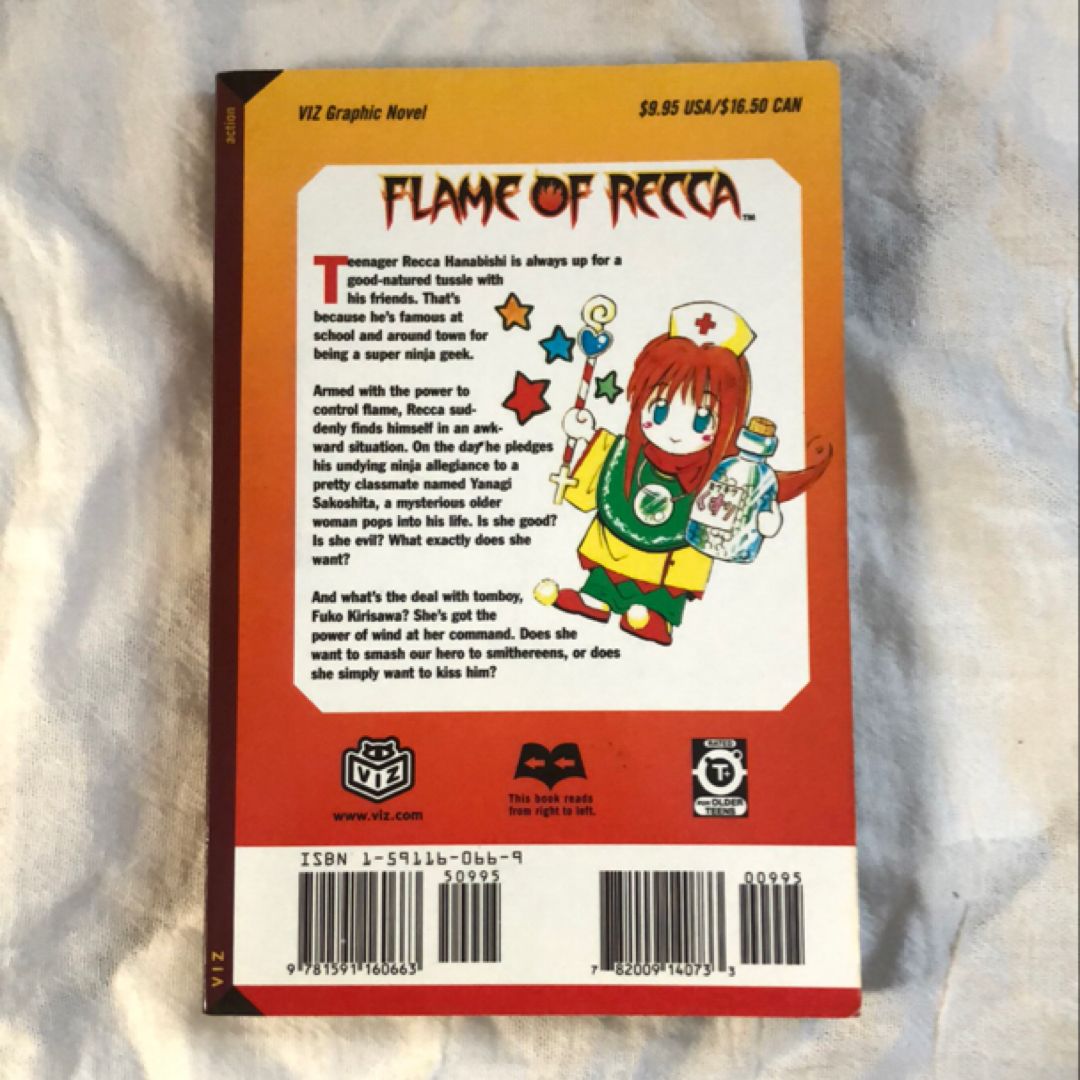 action
VIZ Graphic Novel
$9.95 USA/$16.50 CAN
FLAME OF RECCA™
Teenager Recca Hanabishi is always up for a
good-natured tussle with
his friends. That's
because he's famous at
school and around town for
being a super ninja geek.
Armed with the power to
control flame, Recca sud-
denly finds himself in an awk-
ward situation. On the day he pledges
his undying ninja allegiance to a
pretty classmate named Yanagi
Sakoshita, a mysterious older
woman pops into his life. Is she good?
Is she evil? What exactly does she
want?
And what's the deal with tomboy,
Fuko Kirisawa? She's got the
power of wind at her command. Does she
want to smash our hero to smithereens, or does
she simply want to kiss him?
くすり
VIZ
www.viz.com
This book reads
from right to left.
RATED
T+
FOR OLDER
TEENS
ISBN 1-59116-066-9
50995
00995
9 781591 160663
7 82009 14073 3
VIZ